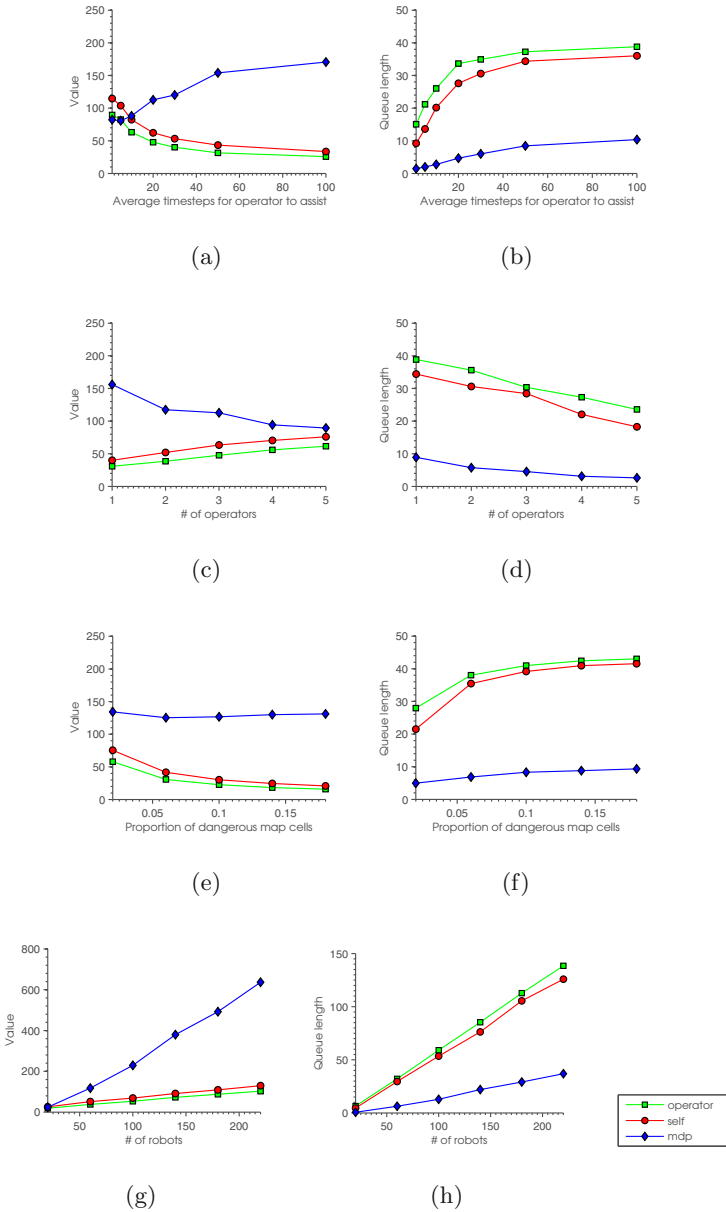 250
200
150
100
50
0
Value
20 40 60 80 100
Average timesteps for operator to assist
(a)
50
40
30
20
10
0
Queue length
20 40 60 80 100
Average timesteps for operator to assist
(b)
250
200
150
100
50
0
Value
1 2 3 4 5
# of operators
(c)
50
40
30
20
10
0
Queue length
1 2 3 4 5
# of operators
(d)
250
200
150
100
50
0
Value
0.05 0.1 0.15
Proportion of dangerous map cells
(e)
50
40
30
20
10
0
Queue length
0.05 0.1 0.15
Proportion of dangerous map cells
(f)
800
600
400
200
0
Value
50 100 150 200
# of robots
(g)
150
100
50
0
Queue length
50 100 150 200
# of robots
(h)
operator
self
mdp